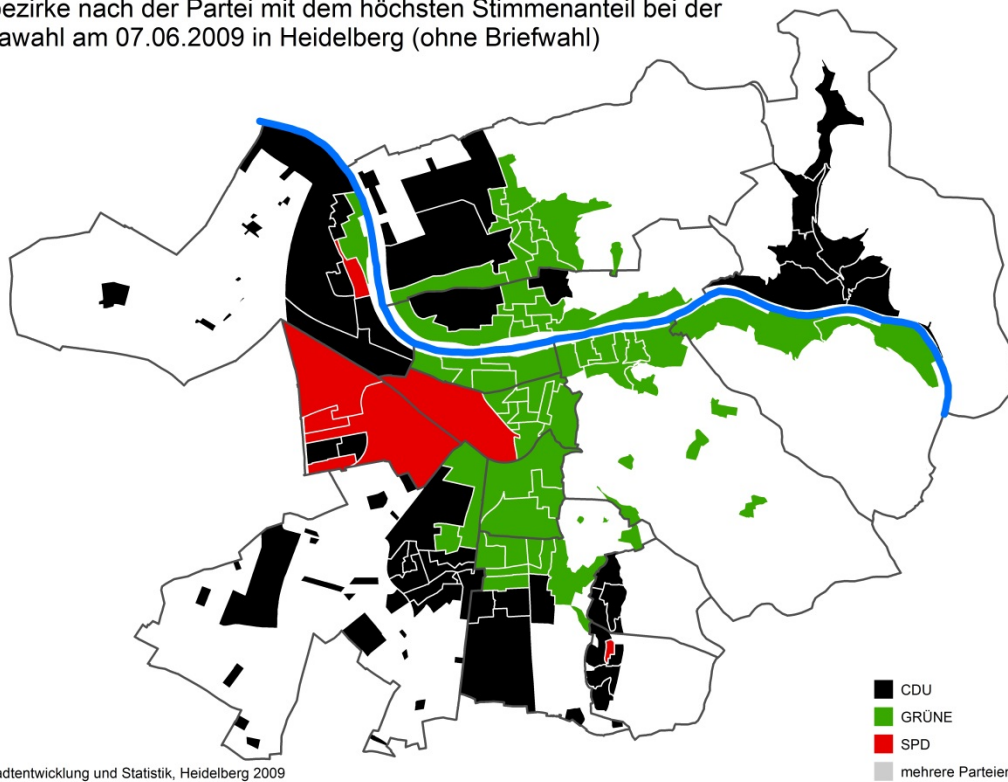 bezirke nach der Partei mit dem höchsten Stimmenanteil bei der
awahl am 07.06.2009 in Heidelberg (ohne Briefwahl)
CDU
GRÜNE
SPD
mehrere Parteien
adtentwicklung und Statistik, Heidelberg 2009